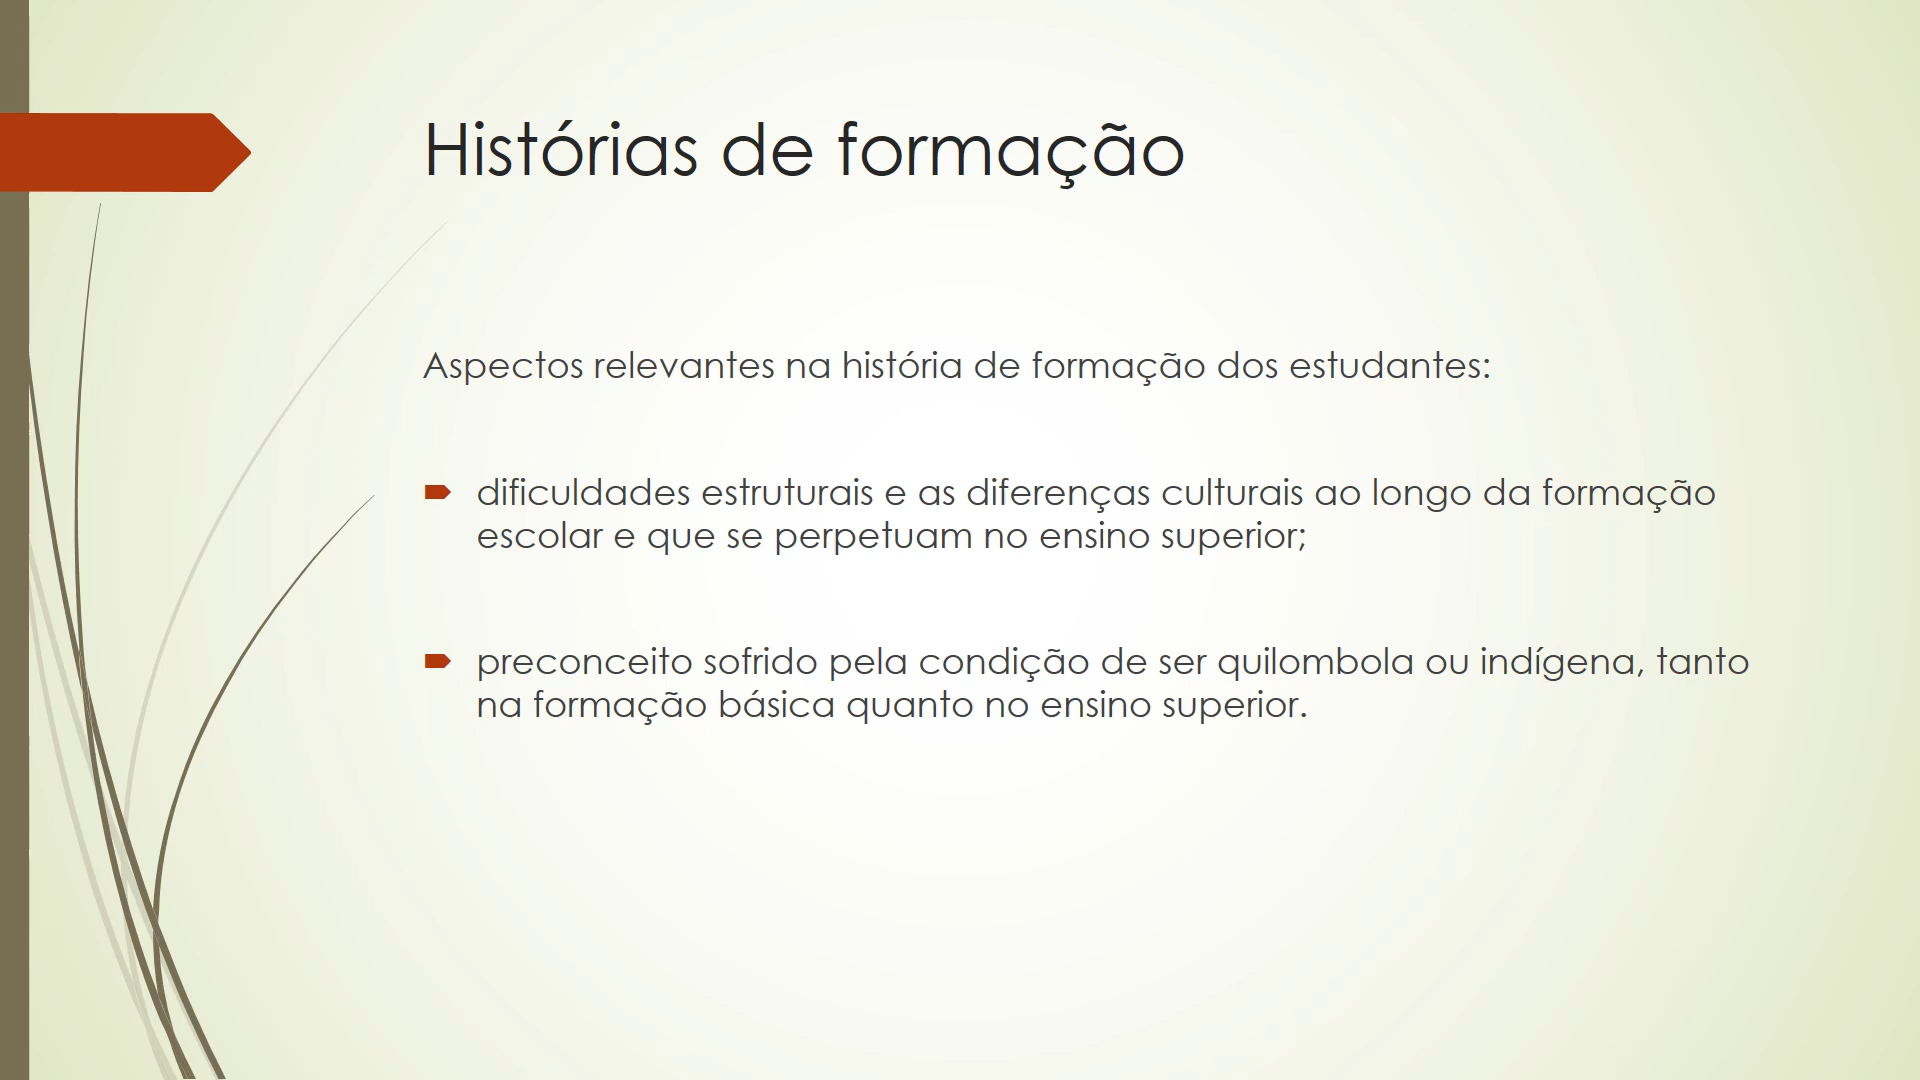 Histórias de formação
Aspectos relevantes na história de formação dos estudantes:
dificuldades estruturais e as diferenças culturais ao longo da formação
escolar e que se perpetuam no ensino superior;
preconceito sofrido pela condição de ser quilombola ou indígena, tanto
na formação básica quanto no ensino superior.